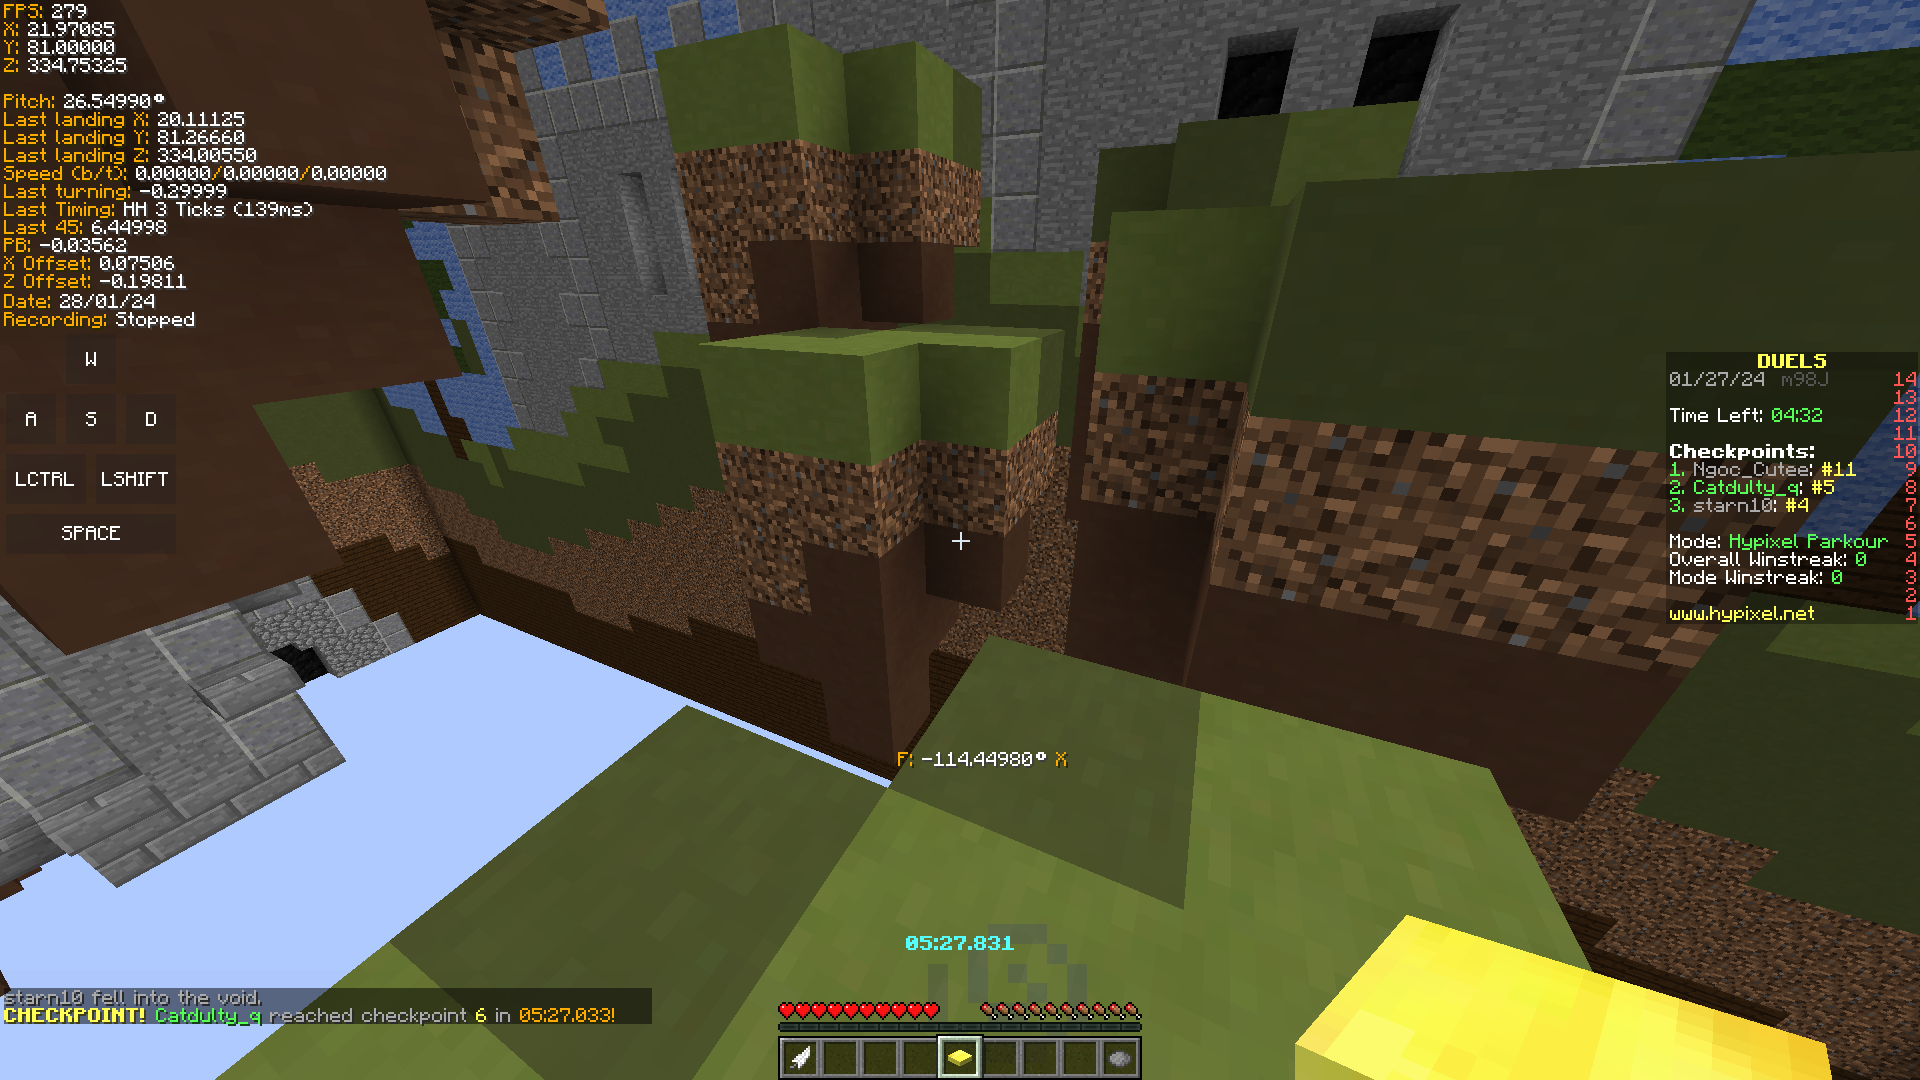 FPS: 279
X: 21.97085
Y: 81.00000
Z: 334.75325
Pitch: 26.54990°
Last landing X: 20.11125
Last landing Y: 81.26660
Last landing Z: 334.00550
Speed (b/t): 0.00000/0.00000/0.00000
Last turning: -0.29999
Last Timing: HH 3 Ticks (139ms)
Last 45: 6.44998
PB: -0.03562
X Offset: 0.07506
Z Offset: -0.19811
Date: 28/01/24
Recording: Stopped
W
A S D
LCTRL LSHIFT
SPACE
DUELS
01/27/24 m98J 14
13
Time Left: 04:32 12
11
Checkpoints: 10
1. Ngoc_Cutee: #11 9
2. Catdulty_q: #5 8
3. starn10: #4 7
6
Mode: Hypixel Parkour 5
Overall Winstreak: 0 4
Mode Winstreak: 0 3
2
www.hypixel.net 1
F: -114.44980° X
05:27.831
starn10 fell into the void.
CHECKPOINT! Catdulty_q reached checkpoint 6 in 05:27.033!